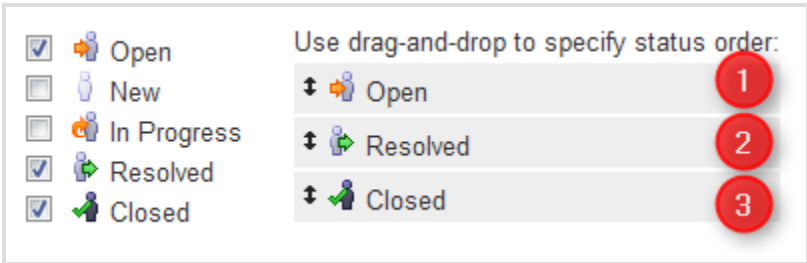 Open
New
In Progress
Resolved
Closed
Use drag-and-drop to specify status order:
Open 1
Resolved 2
Closed 3